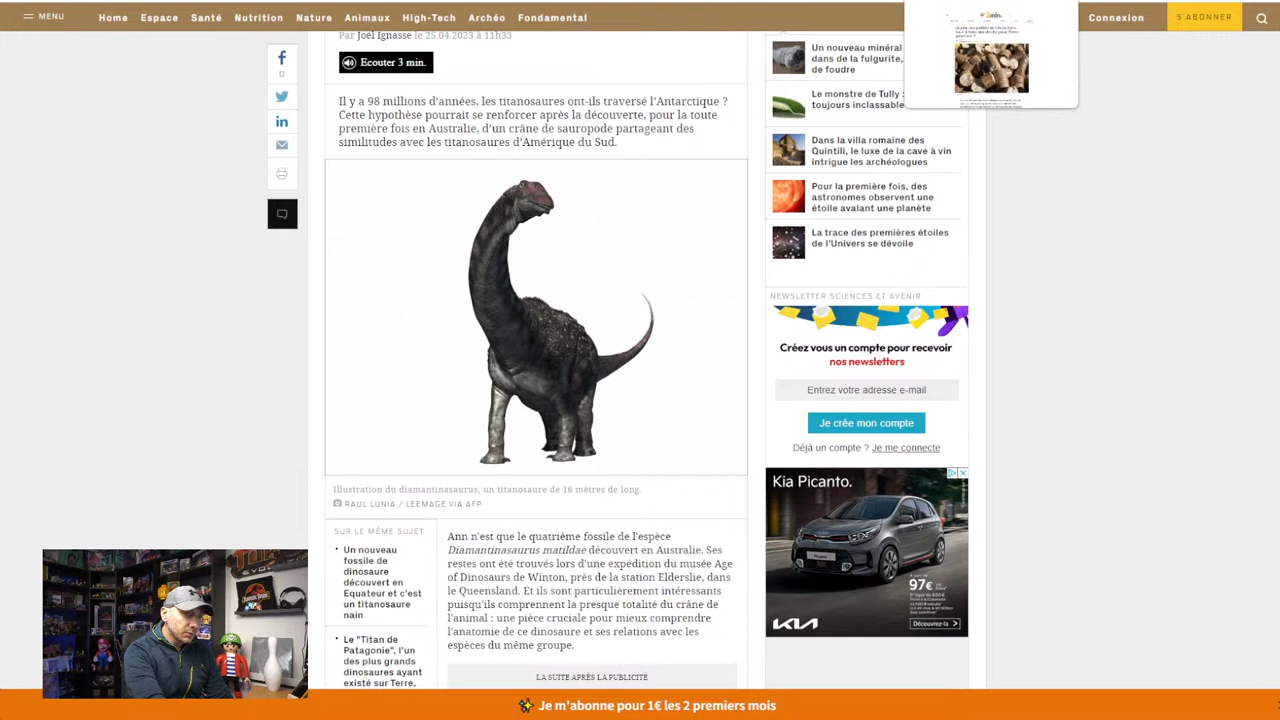 MENU
Home
Espace
Santé
Nutrition
Nature
Animaux
High-Tech
Archéo
Fondamental
2min.
Connexion
S'ABONNER
Par Joël Ignasse le 25.04.2023 à 11h33
Ecouter 3 min.
0
Il y a 98 millions d'années, les titanosaures ont-ils traversé l'Antarctique ?
Cette hypothèse pourrait se renforcer avec la découverte, pour la toute
première fois en Australie, d'un crâne de sauropode partageant des
similitudes avec les titanosaures d'Amérique du Sud.
Illustration du diamantinasaurus, un titanosaure de 16 mètres de long.
RAUL LUNIA / LEEMAGE VIA AFP
SUR LE MÊME SUJET
Un nouveau
fossile de
dinosaure
découvert en
Equateur et c'est
un titanosaure
nain
Le "Titan de
Patagonie", l'un
des plus grands
dinosaures ayant
existé sur Terre,
Ann n'est que le quatrième fossile de l'espèce
Diamantinasaurus matildae découvert en Australie. Ses
restes ont été trouvés lors d'une expédition du musée Age
of Dinosaurs de Winton, près de la station Elderslie, dans
le Queensland. Et ils sont particulièrement intéressants
puisqu'ils comprennent la presque totalité du crâne de
l'animal : une pièce cruciale pour mieux comprendre
l'anatomie de ce dinosaure et ses relations avec les
espèces du même groupe.
LA SUITE APRÈS LA PUBLICITÉ
Un nouveau minéral
dans de la fulgurite,
de foudre
Le monstre de Tully :
toujours inclassable
Dans la villa romaine des
Quintili, le luxe de la cave à vin
intrigue les archéologues
Pour la première fois, des
astronomes observent une
étoile avalant une planète
La trace des premières étoiles
de l'Univers se dévoile
NEWSLETTER SCIENCES ET AVENIR
Créez vous un compte pour recevoir
nos newsletters
Entrez votre adresse e-mail
Je crée mon compte
Déjà un compte ? Je me connecte
Kia Picanto.
Picanto
97€
Découvrez-la >
KIA
✨ Je m'abonne pour 1€ les 2 premiers mois